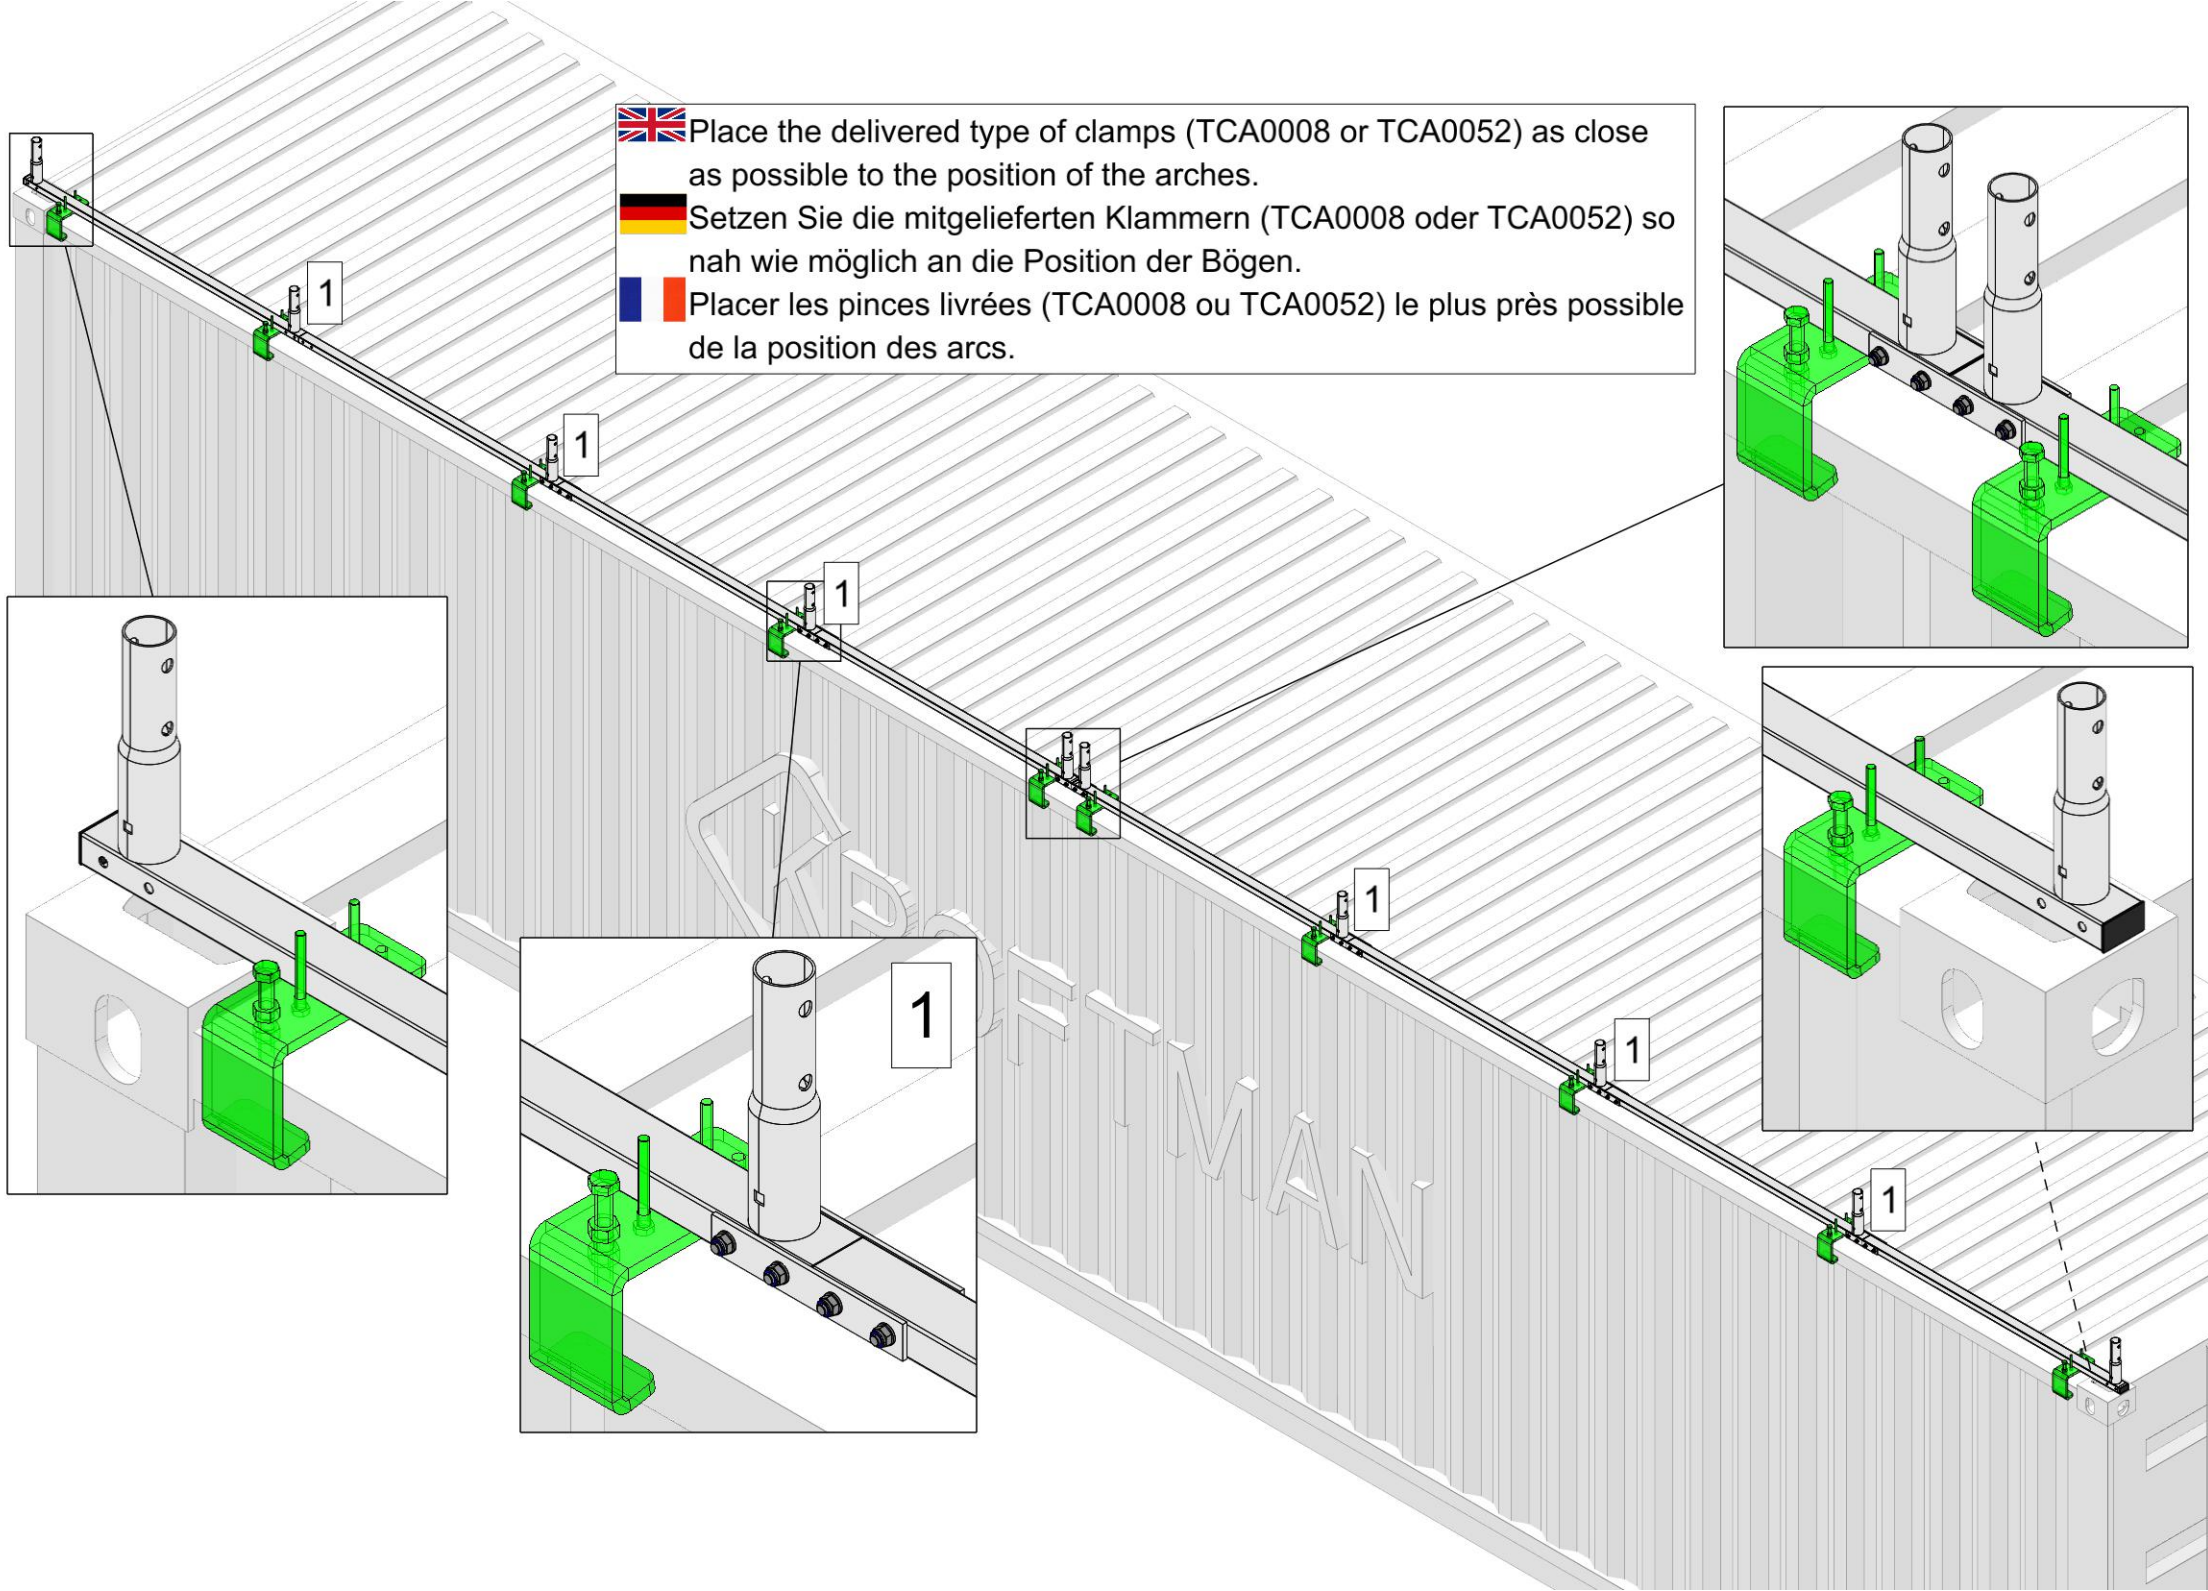 Place the delivered type of clamps (TCA0008 or TCA0052) as close
as possible to the position of the arches.
Setzen Sie die mitgelieferten Klammern (TCA0008 oder TCA0052) so
nah wie möglich an die Position der Bögen.
Placer les pinces livrées (TCA0008 ou TCA0052) le plus près possible
de la position des arcs.
1
1
1
1
1
1
1